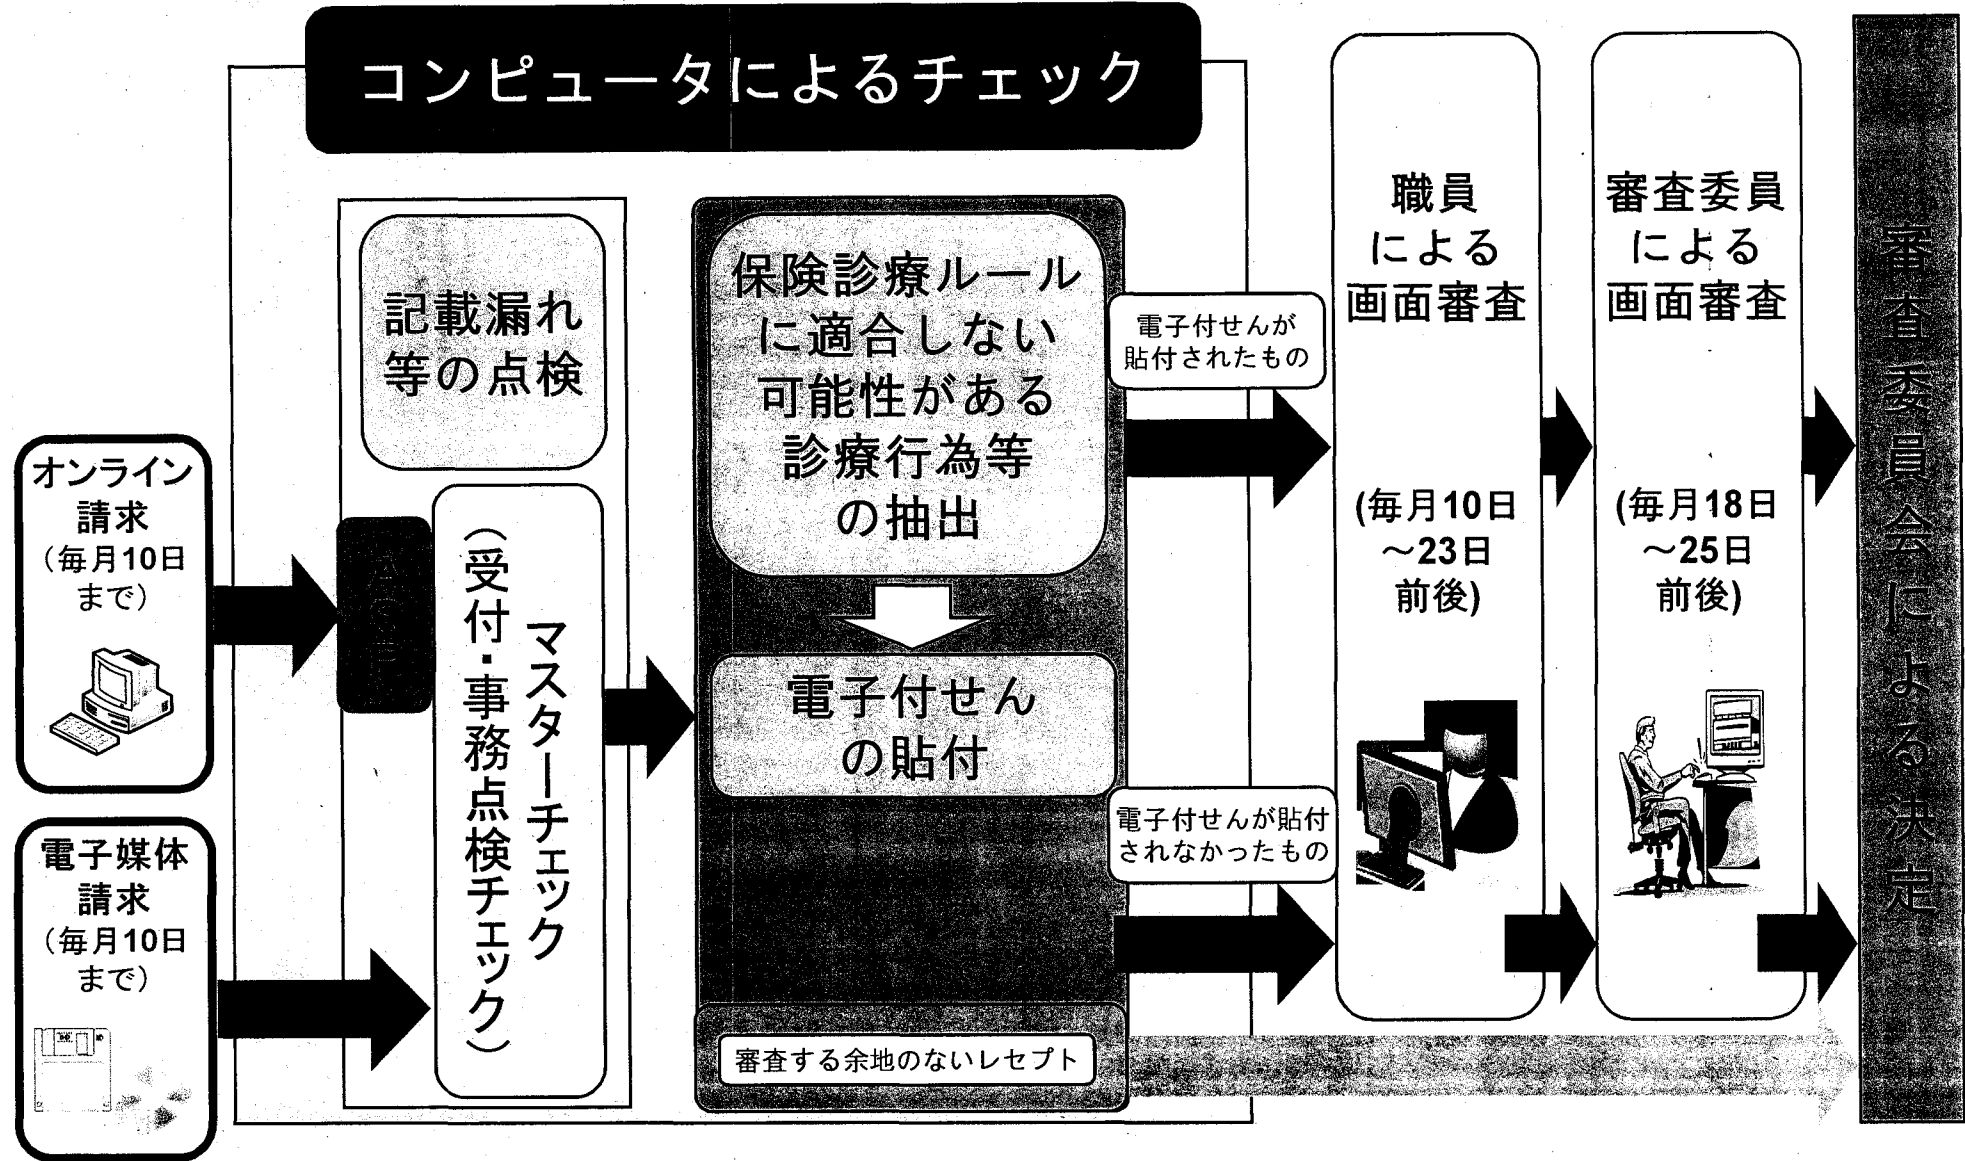 コンピュータによるチェック
オンライン
請求
（毎月10日
まで）
電子媒体
請求
（毎月10日
まで）
記載漏れ
等の点検
ASP
マスターチェック
（受付・事務点検チェック）
保険診療ルール
に適合しない
可能性がある
診療行為等
の抽出
電子付せん
の貼付
審査する余地のないレセプト
電子付せんが
貼付されたもの
電子付せんが貼付
されなかったもの
職員
による
画面審査
(毎月10日
～23日
前後)
審査委員
による
画面審査
(毎月18日
～25日
前後)
審査委員会による決定